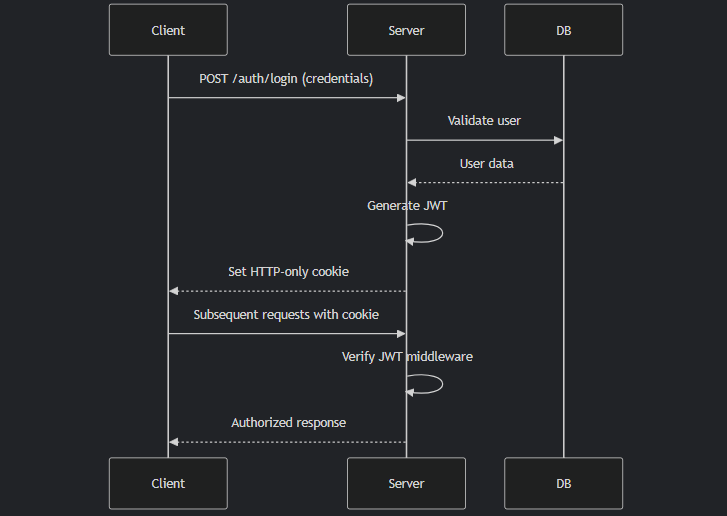 Client
Server
DB
POST /auth/login (credentials)
Validate user
User data
Generate JWT
Set HTTP-only cookie
Subsequent requests with cookie
Verify JWT middleware
Authorized response
Client
Server
DB